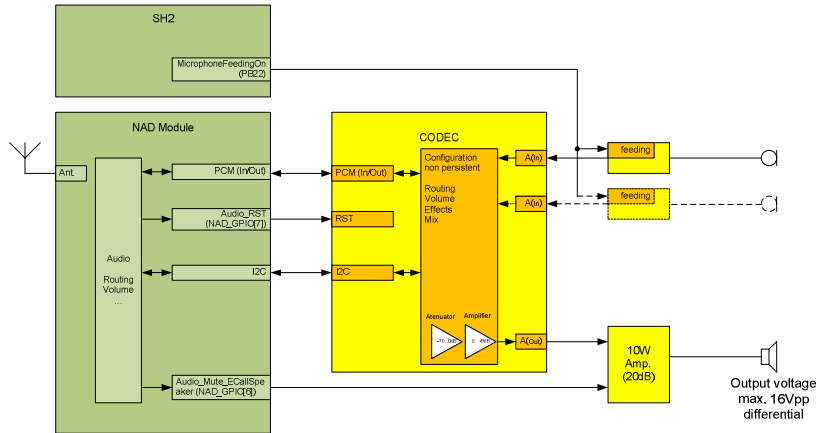 SH2
MicrophoneFeedingOn
(PB22)
NAD Module
Ant.
Audio
Routing
Volume
...
PCM (In/Out)
Audio_RST
(NAD_GPIO[7])
I2C
Audio_Mute_ECallSpe
aker (NAD_GPIO[6])
CODEC
PCM (In/Out)
RST
I2C
Configuration
non persistent
Routing
Volume
Effects
Mix
Atenuator
Amplifier
A(in)
A(in)
A(out)
feeding
feeding
10W
Amp.
(20dB)
Output voltage
max. 16Vpp
differential